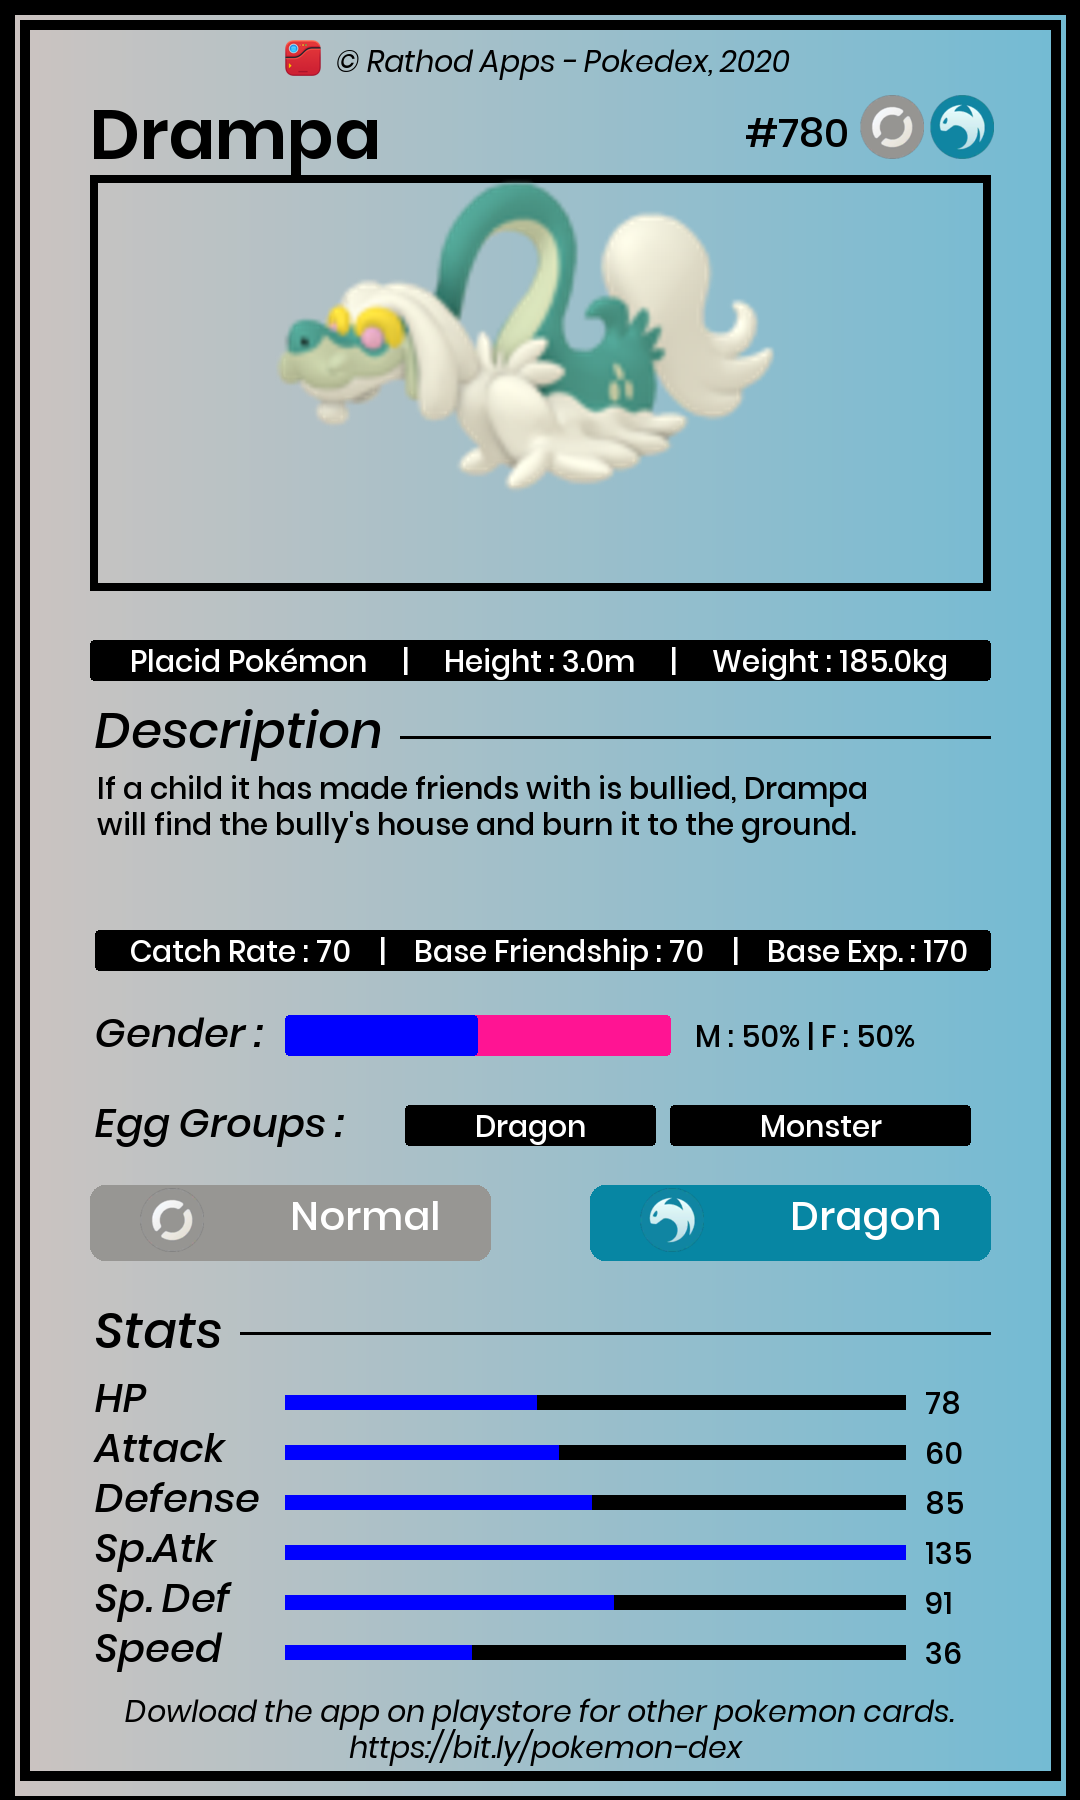 © Rathod Apps - Pokedex, 2020
Drampa #780
Placid Pokémon | Height : 3.0m | Weight : 185.0kg
Description
If a child it has made friends with is bullied, Drampa
will find the bully's house and burn it to the ground.
Catch Rate : 70 | Base Friendship : 70 | Base Exp. : 170
Gender : M : 50% | F : 50%
Egg Groups : Dragon Monster
Normal Dragon
Stats
HP 78
Attack 60
Defense 85
Sp.Atk 135
Sp. Def 91
Speed 36
Dowload the app on playstore for other pokemon cards.
https://bit.ly/pokemon-dex